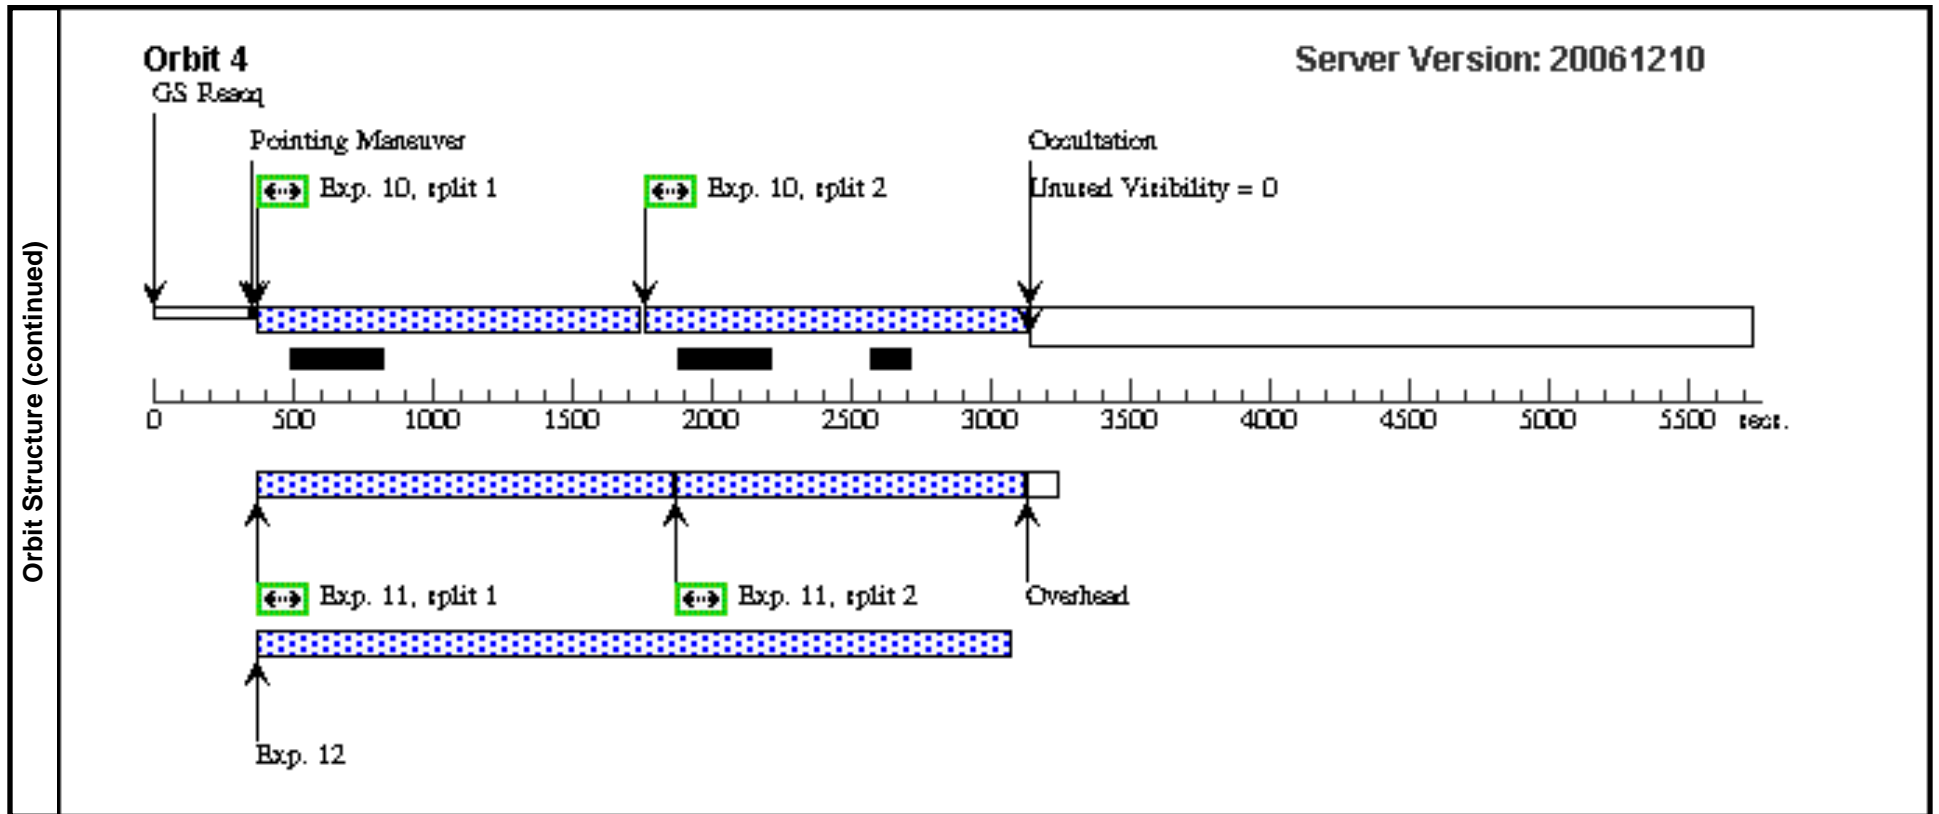 Orbit Structure (continued)
Orbit 4
Server Version: 20061210
GS Reacq
Pointing Maneuver
Occultation
Exp. 10, split 1
Exp. 10, split 2
Unused Visibility = 0
0 500 1000 1500 2000 2500 3000 3500 4000 4500 5000 5500 secs.
Exp. 11, split 1
Exp. 11, split 2
Overhead
Exp. 12